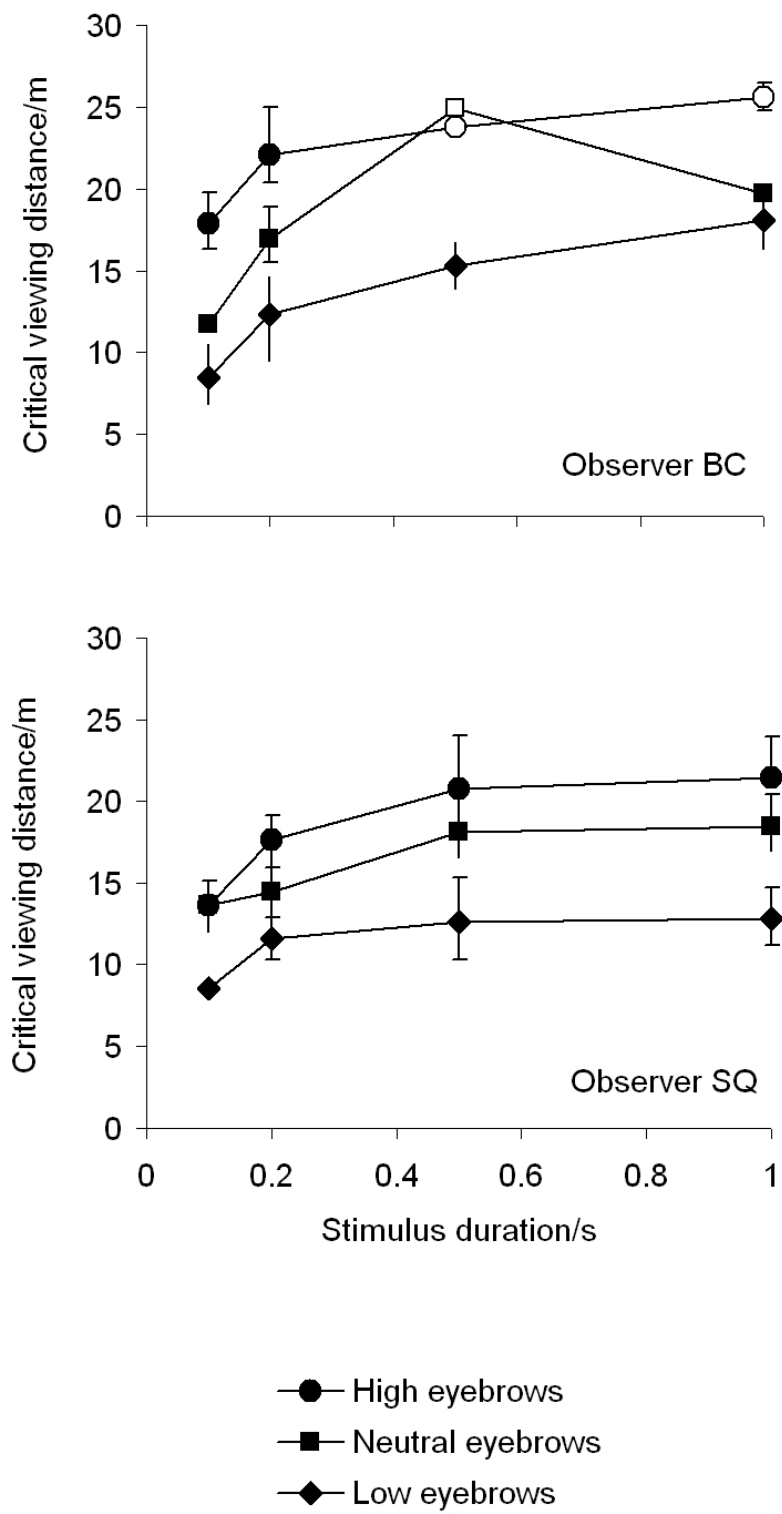 30
25
20
15
10
5
0
Critical viewing distance/m
Observer BC
30
25
20
15
10
5
0
Critical viewing distance/m
Observer SQ
0 0.2 0.4 0.6 0.8 1
Stimulus duration/s
High eyebrows
Neutral eyebrows
Low eyebrows